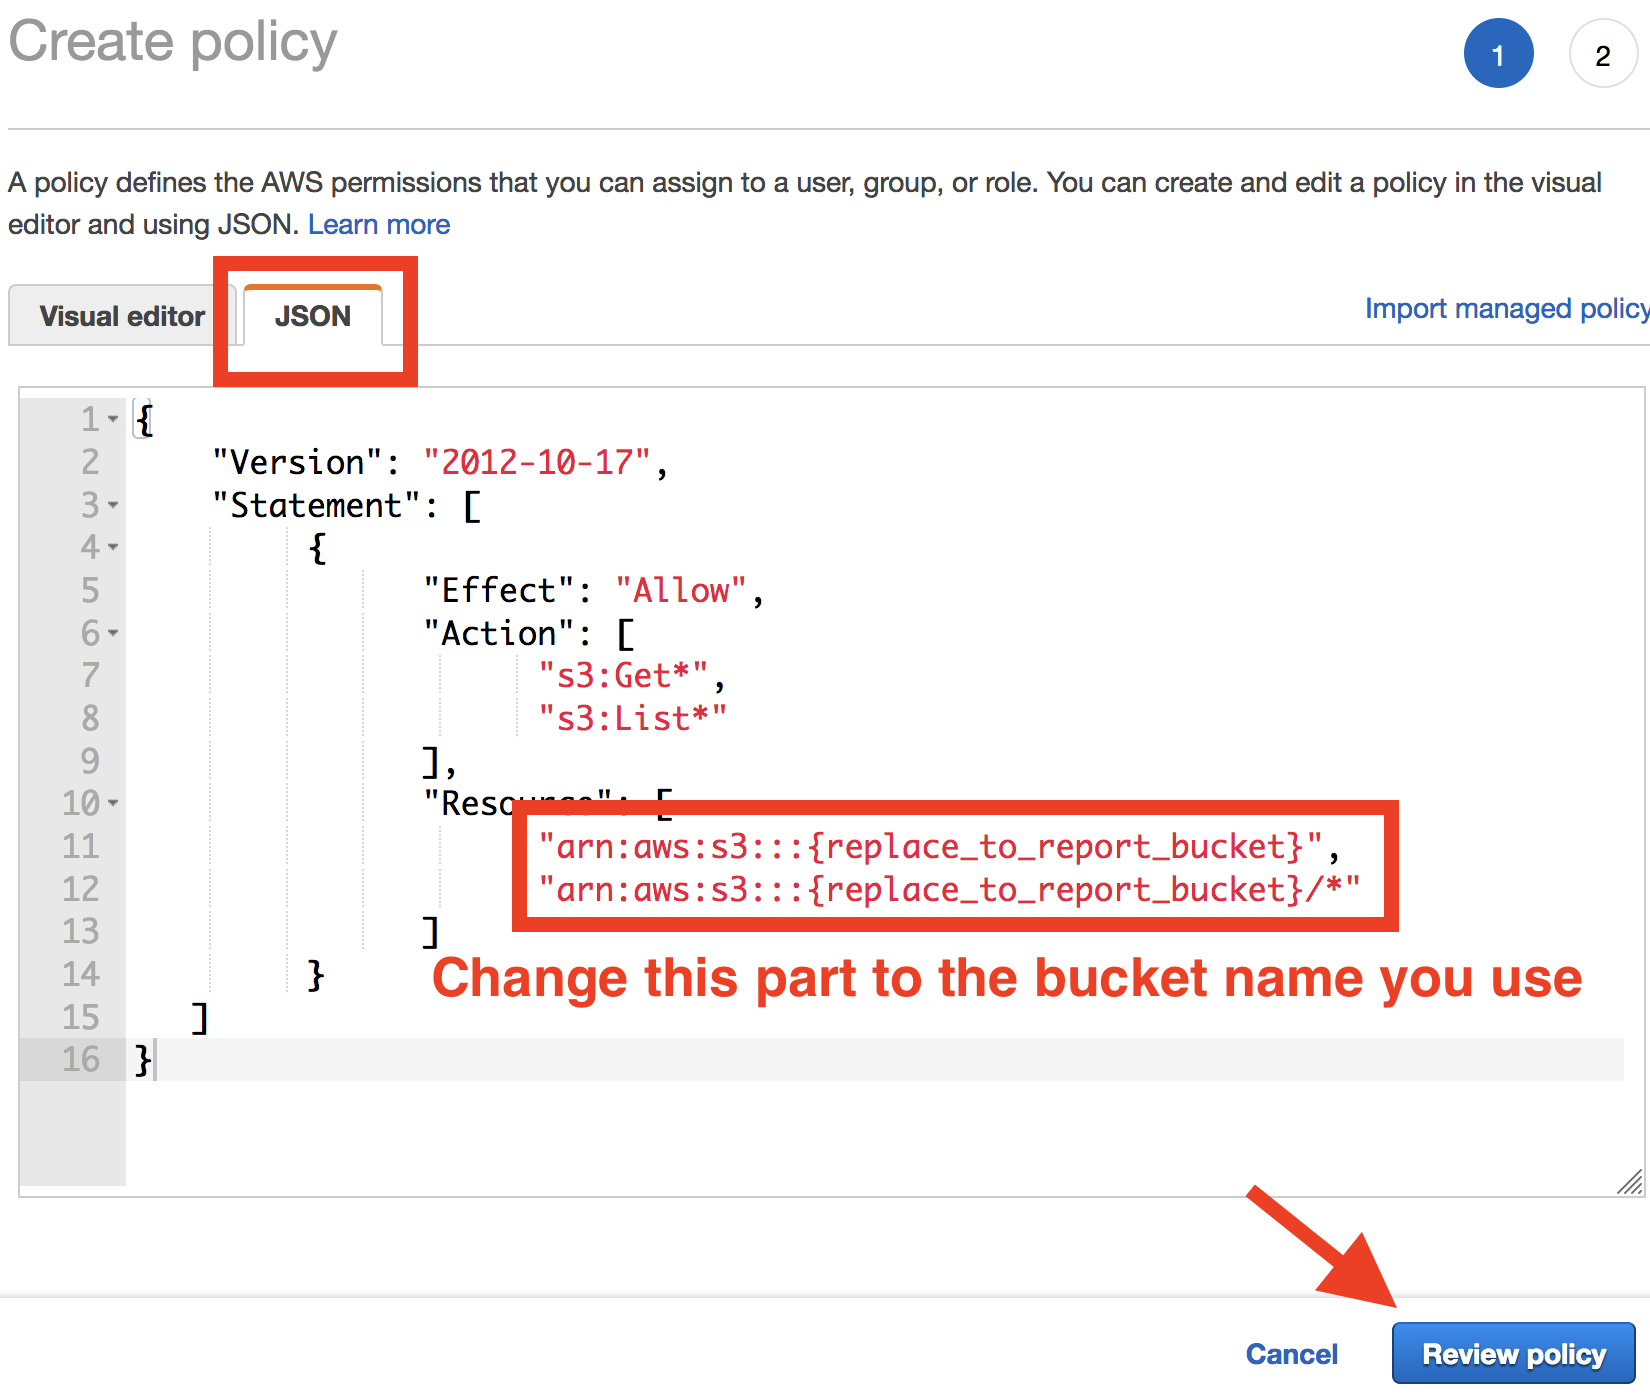 Create policy
1
2
A policy defines the AWS permissions that you can assign to a user, group, or role. You can create and edit a policy in the visual
editor and using JSON. Learn more
Visual editor
JSON
Import managed policy
1 {
2 "Version": "2012-10-17",
3 "Statement": [
4 {
5 "Effect": "Allow",
6 "Action": [
7 "s3:Get*",
8 "s3:List*"
9 ],
10 "Resource": [
11 "arn:aws:s3:::{replace_to_report_bucket}",
12 "arn:aws:s3:::{replace_to_report_bucket}/*"
13 ]
14 }
Change this part to the bucket name you use
15 ]
16 }
Cancel
Review policy